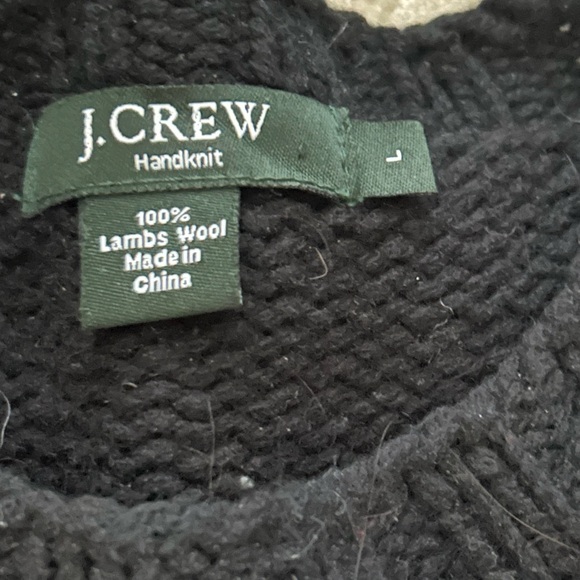 J.CREW
Handknit
L
100%
Lambs Wool
Made in
China